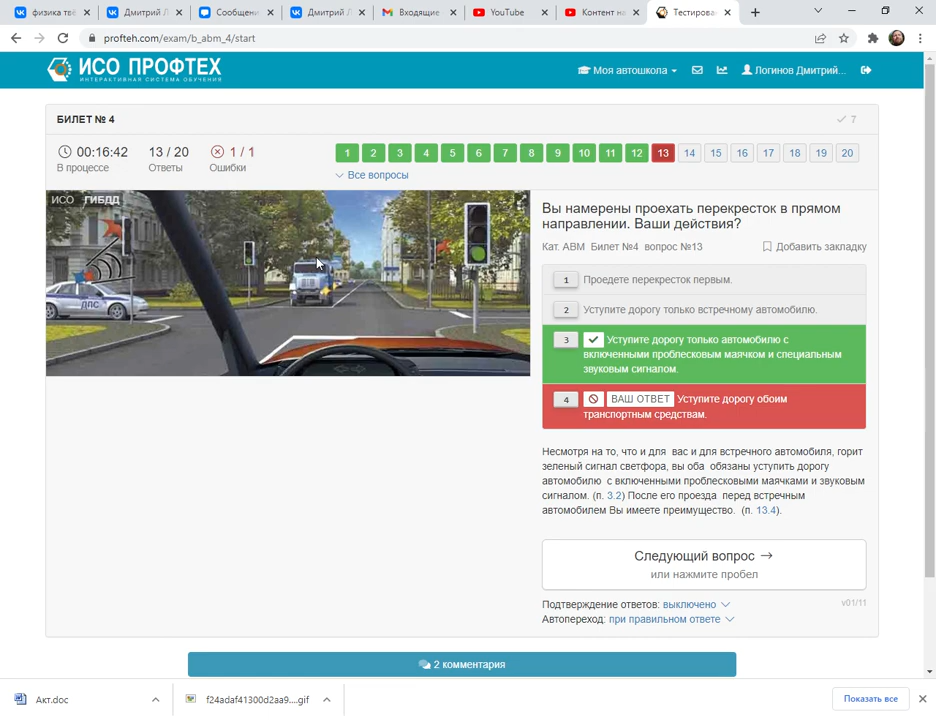 физика твё
Дмитрий Л
Сообщени
Дмитрий Л
Входящие
YouTube
Контент на
Тестирова
profteh.com/exam/b_abm_4/start
ИСО ПРОФТЕХ
ИНТЕРАКТИВНАЯ СИСТЕМА ОБУЧЕНИЯ
Моя автошкола
Логинов Дмитрий...
БИЛЕТ № 4
7
00:16:42
13 / 20
1 / 1
В процессе
Ответы
Ошибки
1 2 3 4 5 6 7 8 9 10 11 12 13 14 15 16 17 18 19 20
Все вопросы
ИСО ГИБДД
ДПС
Вы намерены проехать перекресток в прямом
направлении. Ваши действия?
Кат. АВМ Билет №4 вопрос №13
Добавить закладку
1 Проедете перекресток первым.
2 Уступите дорогу только встречному автомобилю.
3 Уступите дорогу только автомобилю с
включенными проблесковым маячком и специальным
звуковым сигналом.
4 ВАШ ОТВЕТ Уступите дорогу обоим
транспортным средствам.
Несмотря на то, что и для вас и для встречного автомобиля, горит
зеленый сигнал светофора, вы оба обязаны уступить дорогу
автомобилю с включенными проблесковыми маячками и звуковым
сигналом. (п. 3.2) После его проезда перед встречным
автомобилем Вы имеете преимущество. (п. 13.4).
Следующий вопрос →
или нажмите пробел
Подтверждение ответов: выключено
v01/11
Автопереход: при правильном ответе
2 комментария
Акт.doc
f24adaf41300d2aa9....gif
Показать все